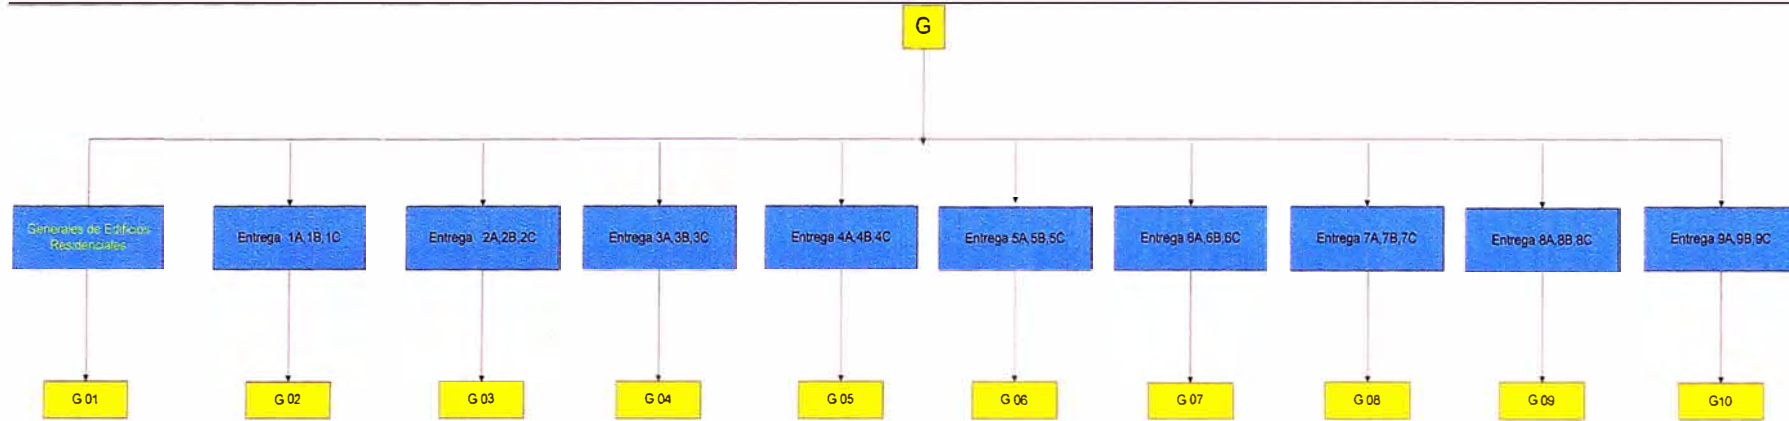 G
Generales de Edificios
Residenciales
Entrega 1A,1B,1C
Entrega 2A,2B,2C
Entrega 3A,3B,3C
Entrega 4A,4B,4C
Entrega 5A,5B,5C
Entrega 6A,6B,6C
Entrega 7A,7B,7C
Entrega 8A,8B,8C
Entrega 9A,9B,9C
G 01
G 02
G 03
G 04
G 05
G 06
G 07
G 08
G 09
G10